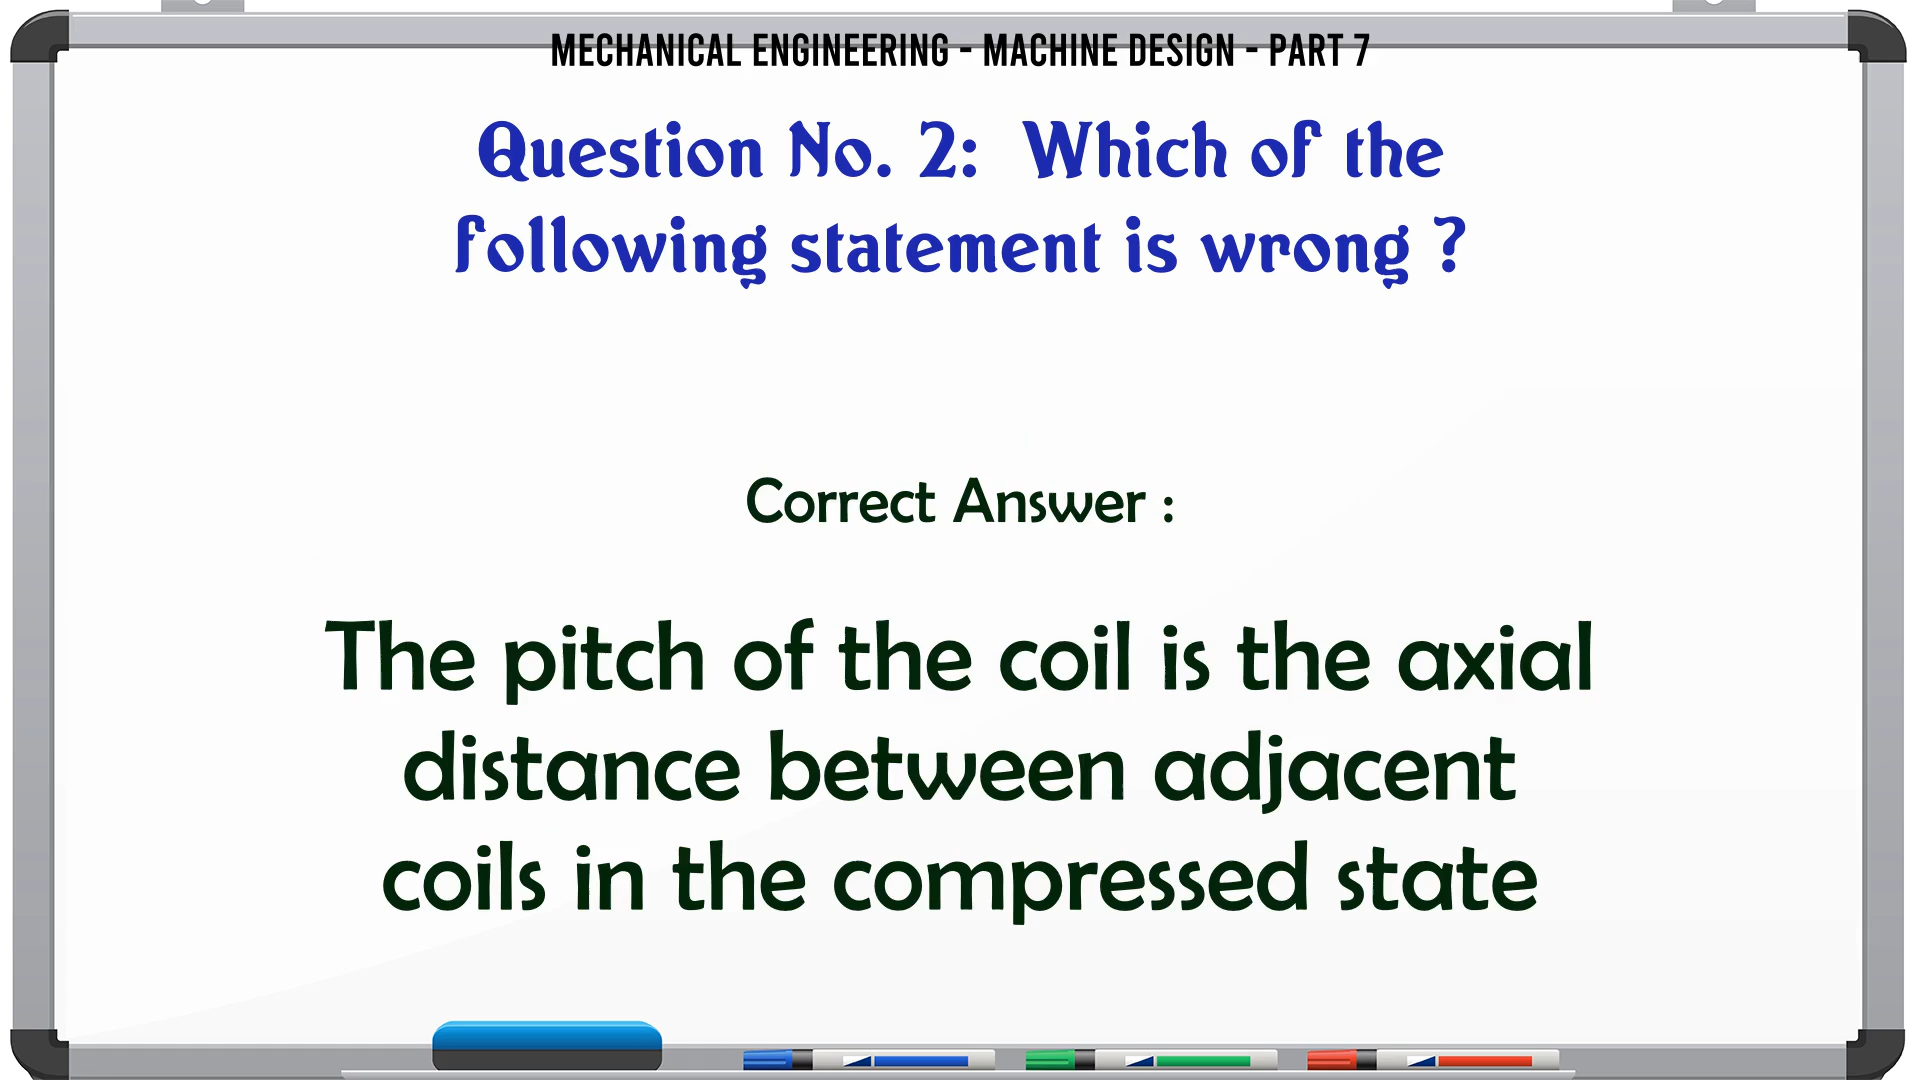 MECHANICAL ENGINEERING - MACHINE DESIGN - PART 7
Question No. 2: Which of the
following statement is wrong ?
Correct Answer :
The pitch of the coil is the axial
distance between adjacent
coils in the compressed state